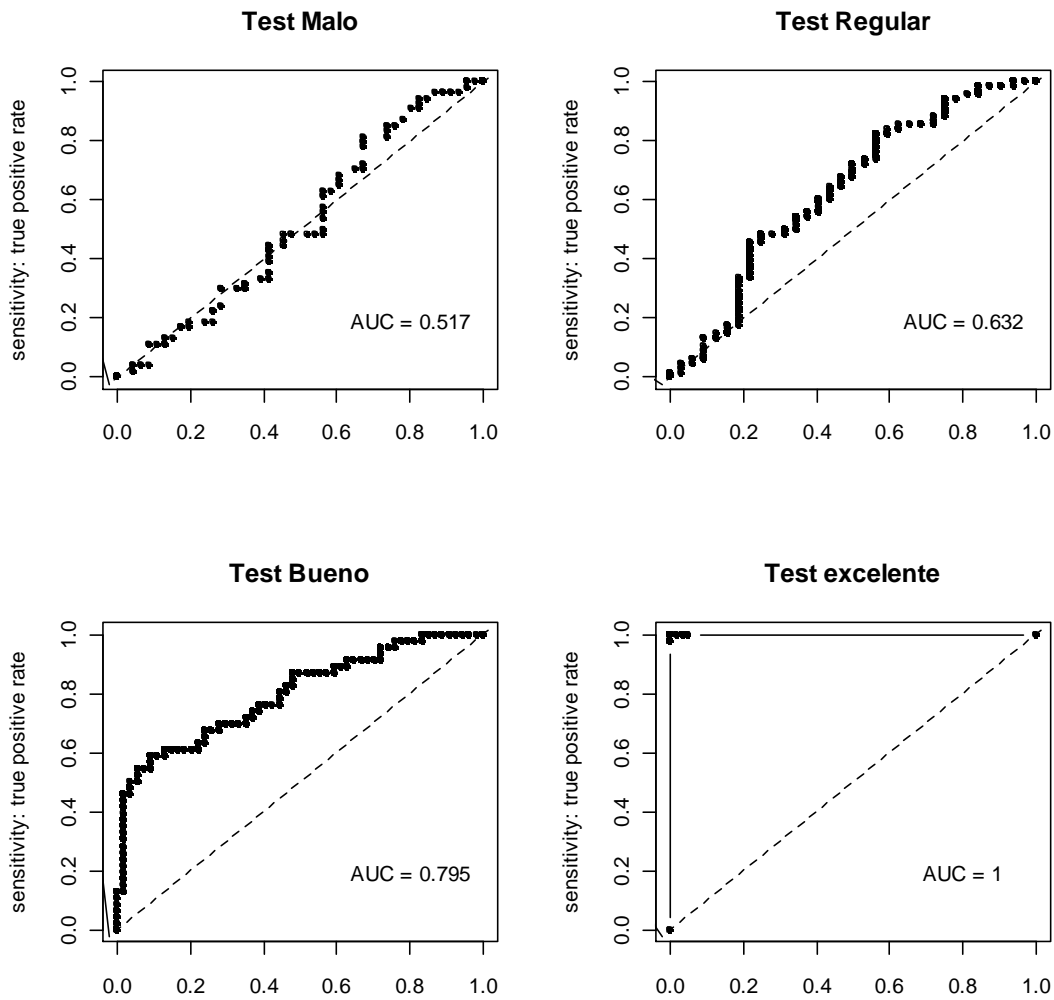 Test Malo
sensitivity: true positive rate
1.0
0.8
0.6
0.4
0.2
0.0
AUC = 0.517
0.0 0.2 0.4 0.6 0.8 1.0
Test Regular
sensitivity: true positive rate
1.0
0.8
0.6
0.4
0.2
0.0
AUC = 0.632
0.0 0.2 0.4 0.6 0.8 1.0
Test Bueno
sensitivity: true positive rate
1.0
0.8
0.6
0.4
0.2
0.0
AUC = 0.795
0.0 0.2 0.4 0.6 0.8 1.0
Test excelente
sensitivity: true positive rate
1.0
0.8
0.6
0.4
0.2
0.0
AUC = 1
0.0 0.2 0.4 0.6 0.8 1.0